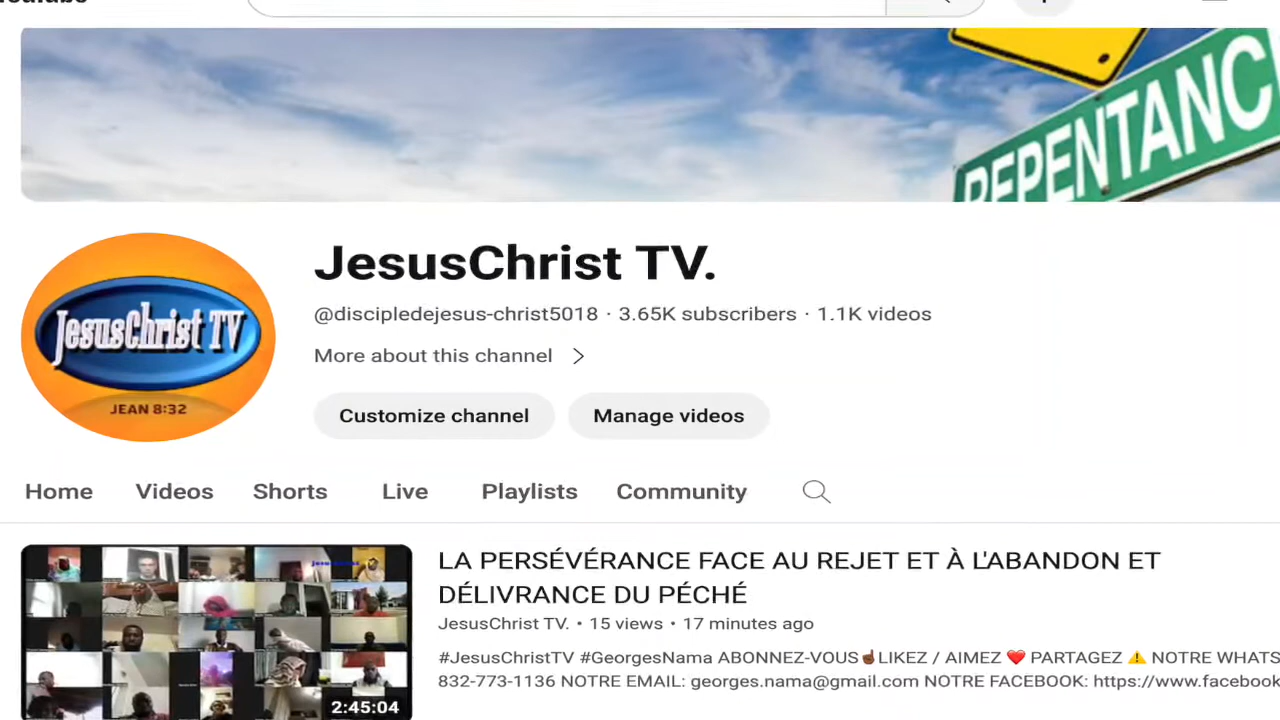 REPENTANC
JesusChrist TV
JEAN 8:32
JesusChrist TV.
@discipledejesus-christ5018 · 3.65K subscribers · 1.1K videos
More about this channel
Customize channel
Manage videos
Home Videos Shorts Live Playlists Community
LA PERSÉVÉRANCE FACE AU REJET ET À L'ABANDON ET
DÉLIVRANCE DU PÉCHÉ
JesusChrist TV. • 15 views • 17 minutes ago
#JesusChristTV #GeorgesNama ABONNEZ-VOUS☝🏾LIKEZ / AIMEZ ❤️ PARTAGEZ ⚠️ NOTRE WHATS
832-773-1136 NOTRE EMAIL: georges.nama@gmail.com NOTRE FACEBOOK: https://www.facebook
2:45:04